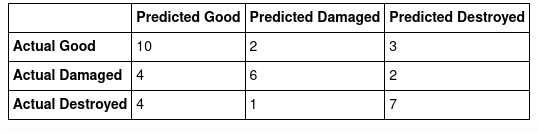 Predicted Good Predicted Damaged Predicted Destroyed
Actual Good 10 2 3
Actual Damaged 4 6 2
Actual Destroyed 4 1 7